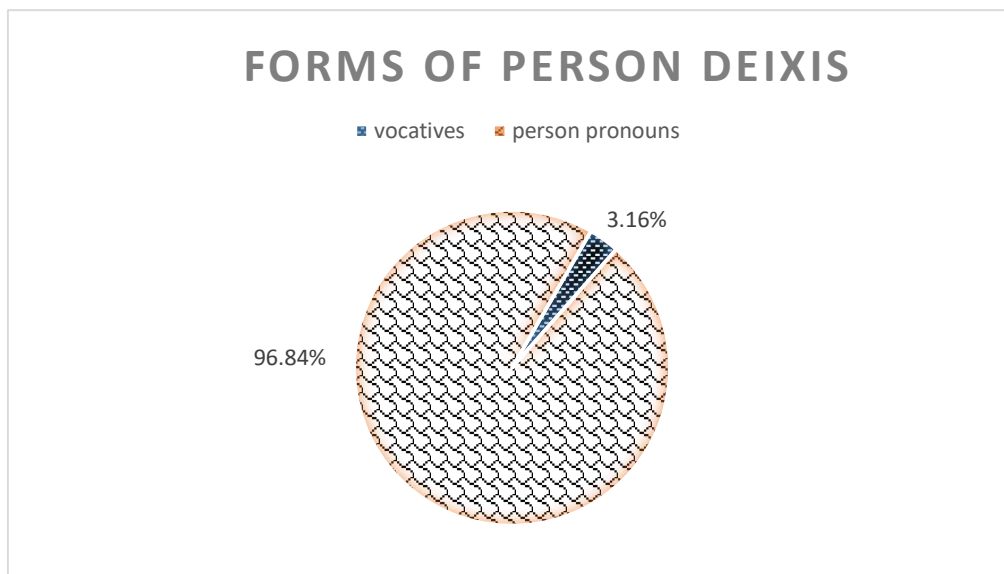 FORMS OF PERSON DEIXIS
vocatives person pronouns
3.16%
96.84%